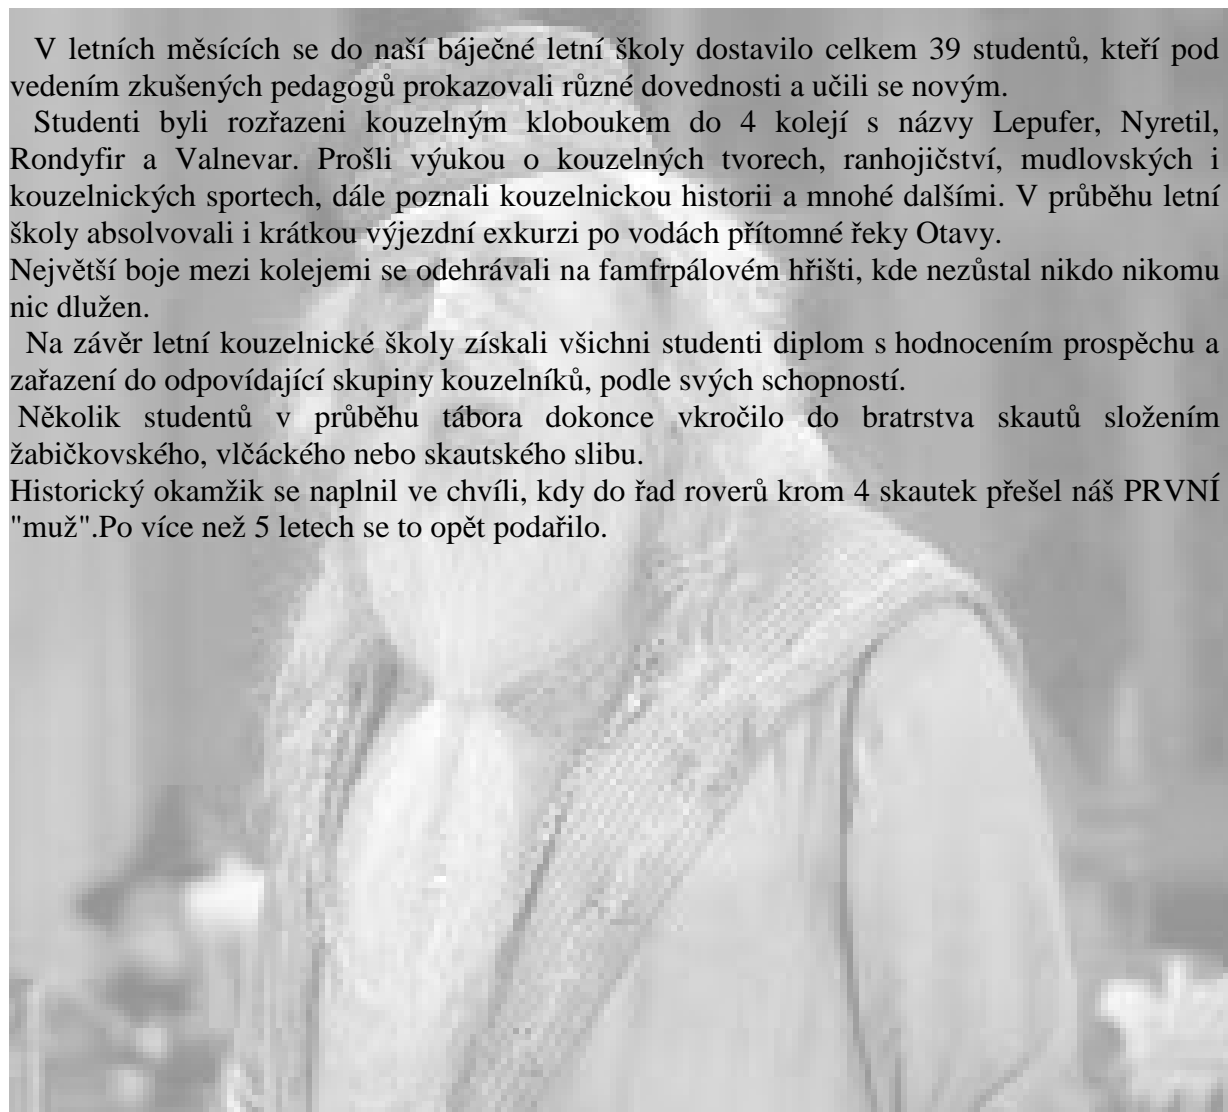 V letních měsících se do naší báječné letní školy dostavilo celkem 39 studentů, kteří pod
vedením zkušených pedagogů prokazovali různé dovednosti a učili se novým.
Studenti byli rozřazeni kouzelným kloboukem do 4 kolejí s názvy Lepufer, Nyretil,
Rondyfir a Valnevar. Prošli výukou o kouzelných tvorech, ranhojičství, mudlovských i
kouzelnických sportech, dále poznali kouzelnickou historii a mnohé dalšími. V průběhu letní
školy absolvovali i krátkou výjezdní exkurzi po vodách přítomné řeky Otavy.
Největší boje mezi kolejemi se odehrávali na famfrpálovém hřišti, kde nezůstal nikdo nikomu
nic dlužen.
Na závěr letní kouzelnické školy získali všichni studenti diplom s hodnocením prospěchu a
zařazení do odpovídající skupiny kouzelníků, podle svých schopností.
Několik studentů v průběhu tábora dokonce vkročilo do bratrstva skautů složením
žabičkovského, vlčáckého nebo skautského slibu.
Historický okamžik se naplnil ve chvíli, kdy do řad roverů krom 4 skautek přešel náš PRVNÍ
"muž".Po více než 5 letech se to opět podařilo.